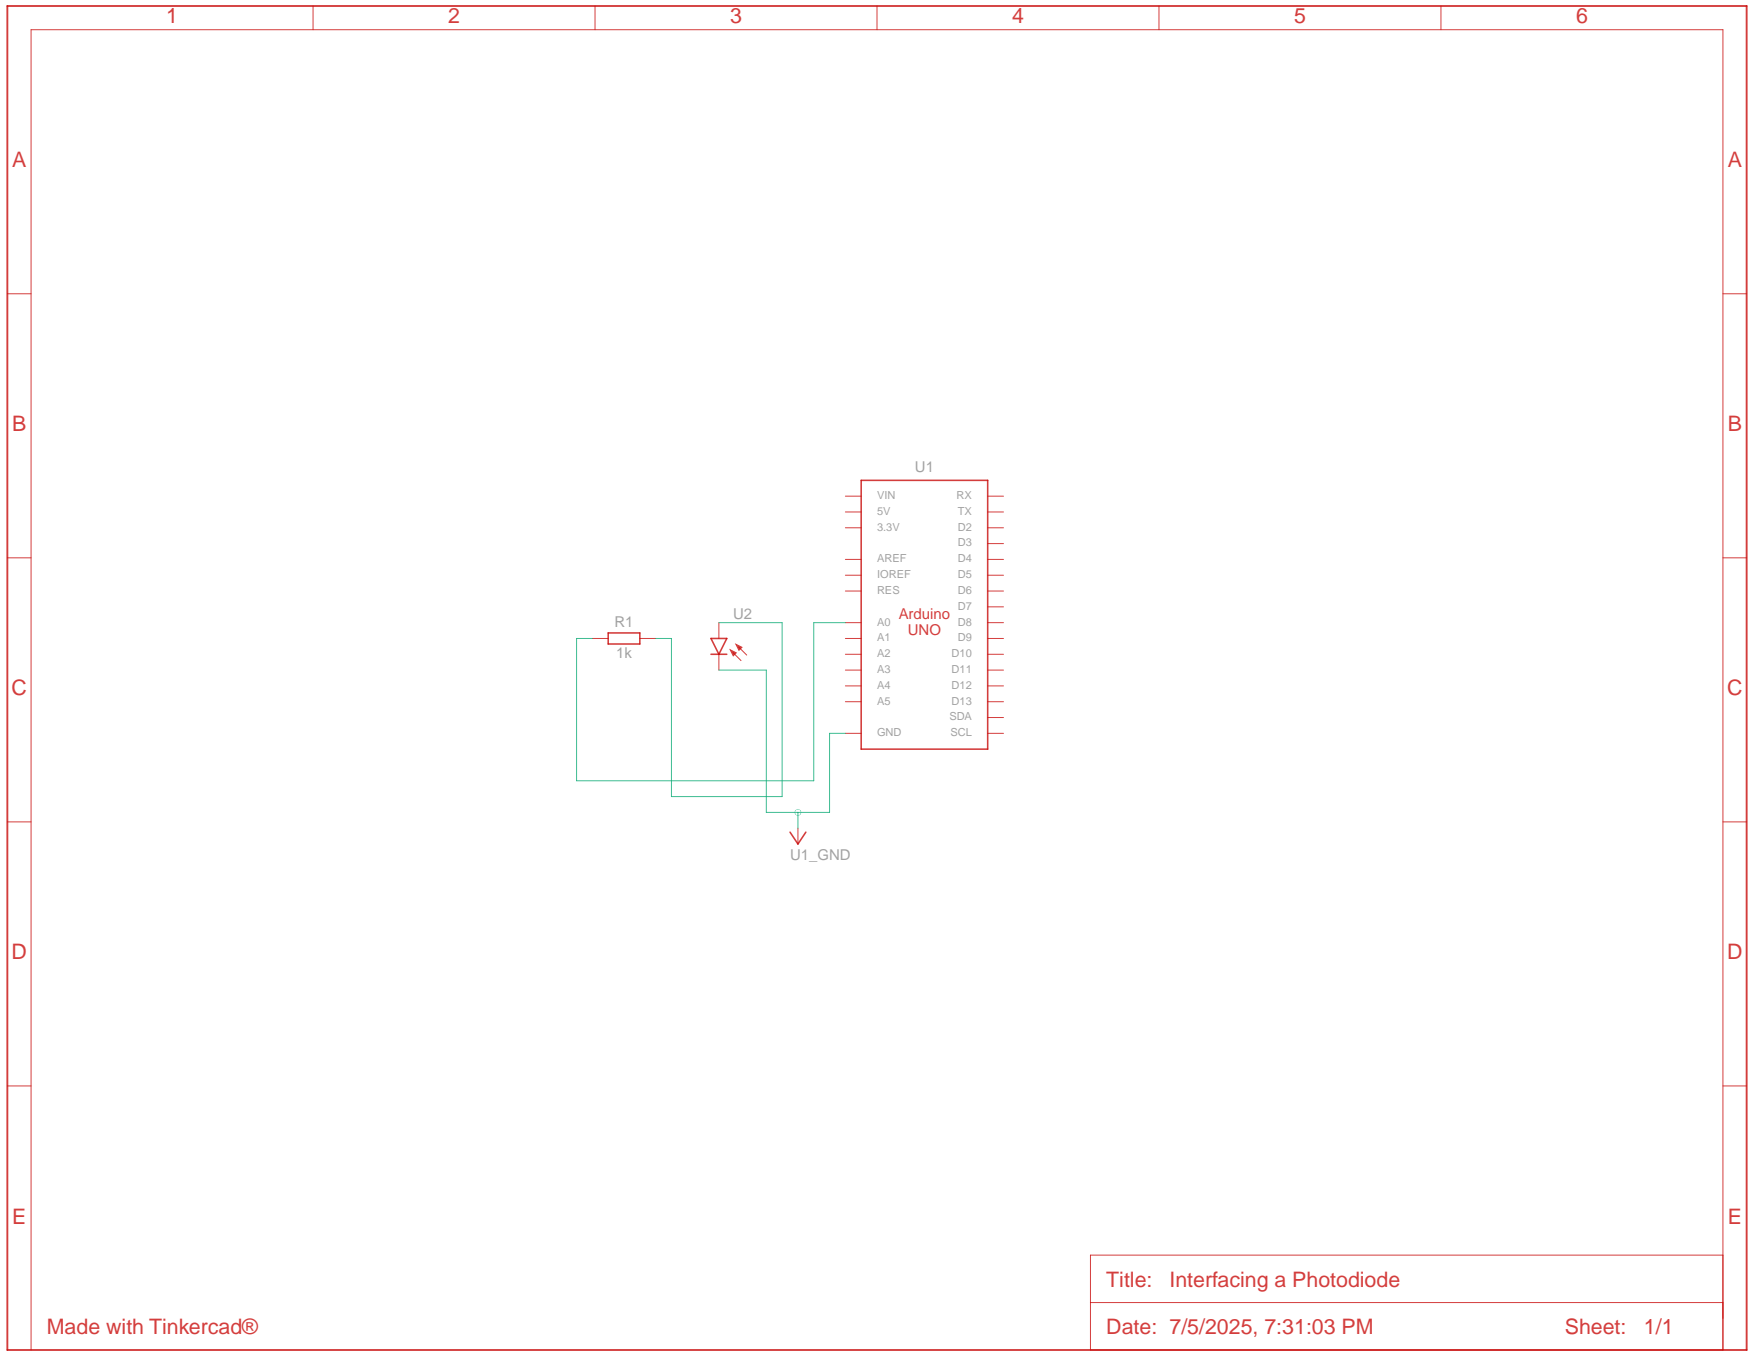 1 2 3 4 5 6
A A
B B
U1
VIN RX
5V TX
3.3V D2
D3
AREF D4
IOREF D5
RES D6
D7
Arduino
UNO
A0 D8
A1 D9
A2 D10
A3 D11
A4 D12
A5 D13
SDA
GND SCL
U2
R1
1k
C C
U1_GND
D D
E E
Title: Interfacing a Photodiode
Made with Tinkercad®
Date: 7/5/2025, 7:31:03 PM Sheet: 1/1